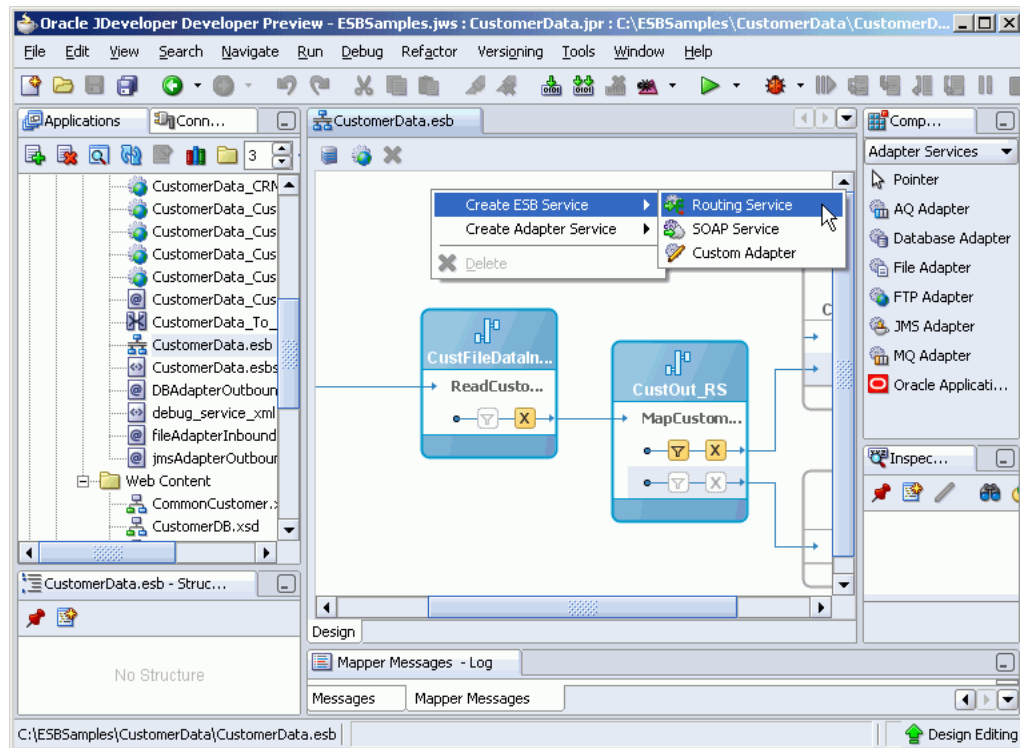 Oracle JDeveloper Developer Preview - ESBSamples.jws : CustomerData.jpr : C:\ESBSamples\CustomerData\CustomerD...
File Edit View Search Navigate Run Debug Refactor Versioning Tools Window Help
Applications Conn...
3
CustomerData_CRM
CustomerData_Cus
CustomerData_Cus
CustomerData_Cus
CustomerData_Cus
CustomerData_Cus
CustomerData_To_
CustomerData.esb
CustomerData.esbs
DBAdapterOutboun
debug_service_xml
fileAdapterInbound
jmsAdapterOutbour
Web Content
CommonCustomer.x
CustomerDB.xsd
CustomerData.esb - Struc...
No Structure
CustomerData.esb
Create ESB Service
Create Adapter Service
Delete
Routing Service
SOAP Service
Custom Adapter
CustFileDataIn...
ReadCusto...
X
CustOut_RS
MapCustom...
X
X
C
Design
Mapper Messages - Log
Messages Mapper Messages
Comp...
Adapter Services
Pointer
AQ Adapter
Database Adapter
File Adapter
FTP Adapter
JMS Adapter
MQ Adapter
Oracle Applicati...
Inspec...
C:\ESBSamples\CustomerData\CustomerData.esb
Design Editing